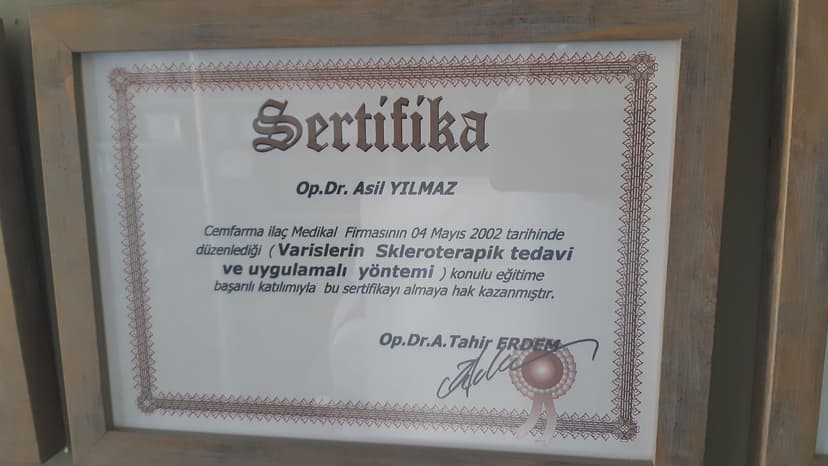 Sertifika
Op.Dr. Asil YILMAZ
Cemfarma ilaç Medikal Firmasının 04 Mayıs 2002 tarihinde
düzenlediği ( Varislerin Skleroterapik tedavi
ve uygulamalı yöntemi ) konulu eğitime
başarılı katılımıyla bu sertifikayı almaya hak kazanmıştır.
Op.Dr.A.Tahir ERDEM